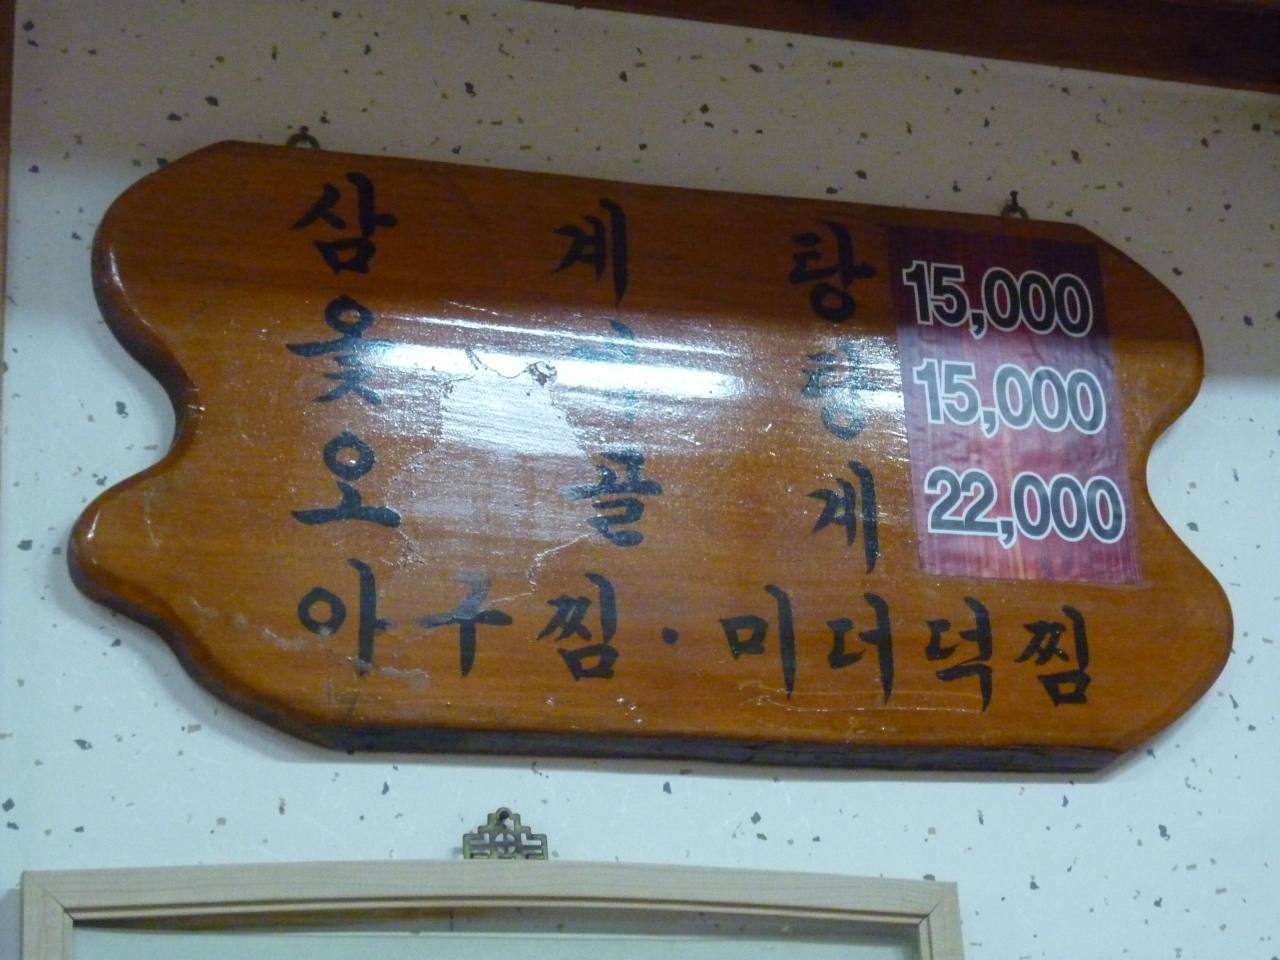 삼 계 탕 15,000
옻 계 탕 15,000
오 골 계 22,000
아구찜·미더덕찜